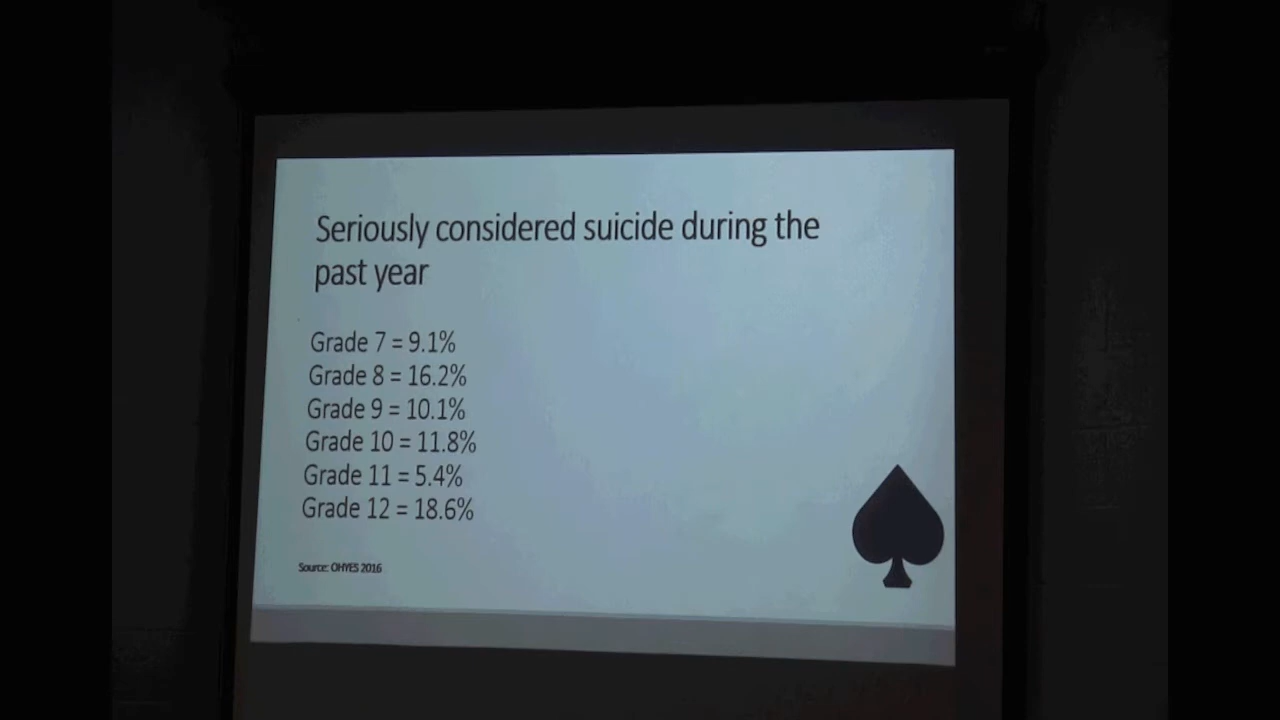 Seriously considered suicide during the
past year
Grade 7 = 9.1%
Grade 8 = 16.2%
Grade 9 = 10.1%
Grade 10 = 11.8%
Grade 11 = 5.4%
Grade 12 = 18.6%
Source: OHYES 2016